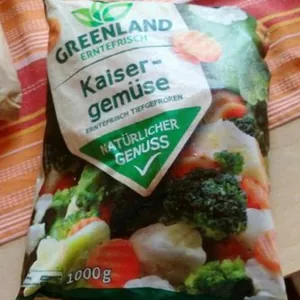 GREENLAND
ERNTEFRISCH
Kaiser-
gemüse
ERNTEFRISCH TIEFGEFROREN
NATÜRLICHER
GENUSS
1000g